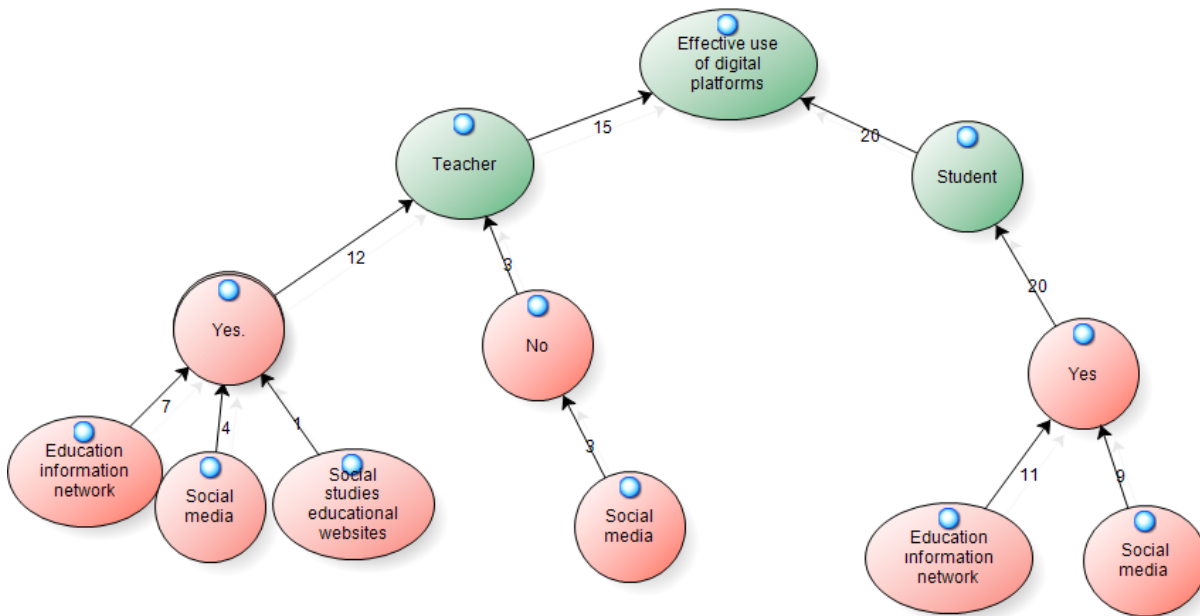 Effective use
of digital
platforms
15
20
Teacher
Student
12
3
20
Yes.
No
Yes
7
4
1
3
11
9
Education
information
network
Social
media
Social
studies
educational
websites
Social
media
Education
ınformation
network
Social
media